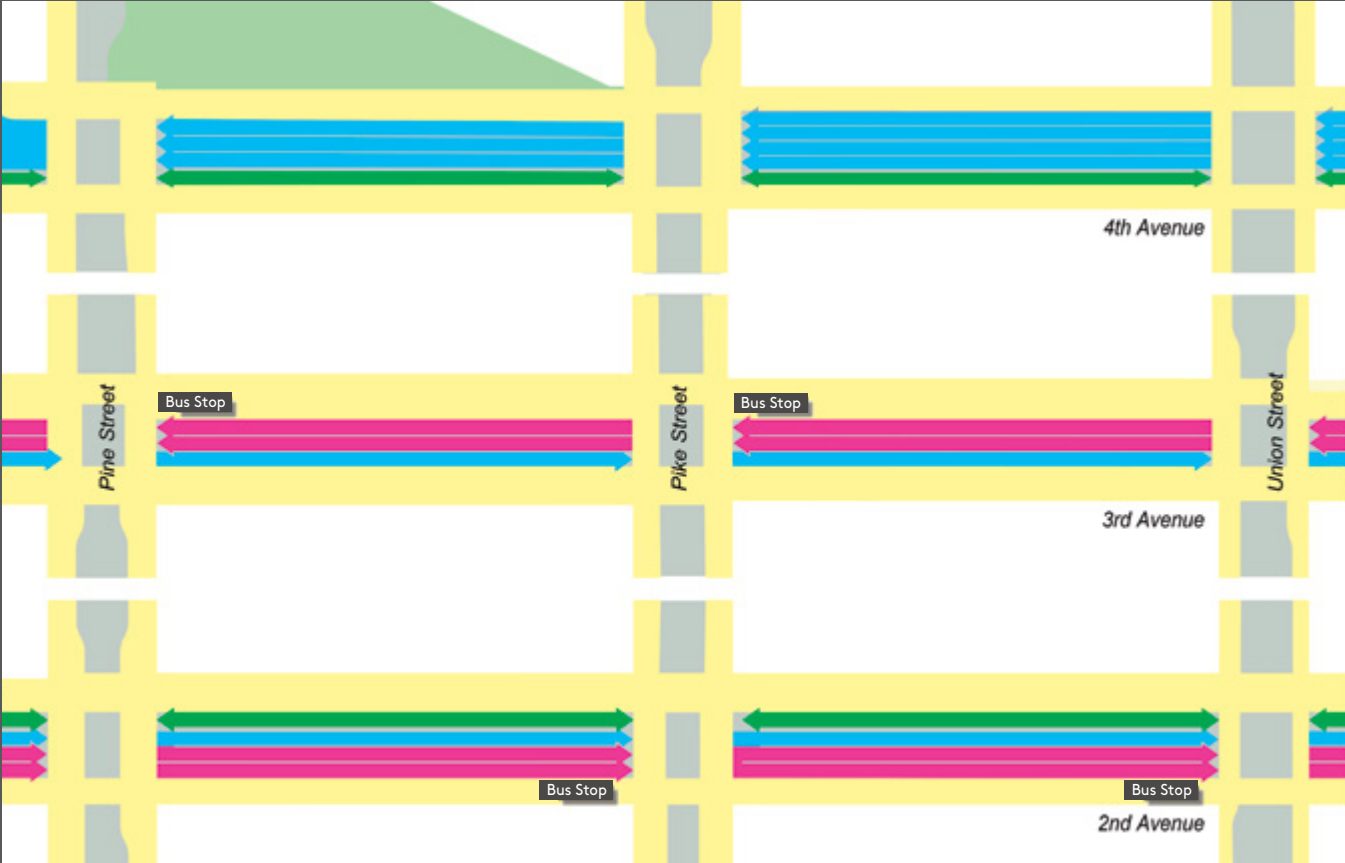 4th Avenue
Bus Stop
Bus Stop
Pine Street
Pike Street
Union Street
3rd Avenue
Bus Stop
Bus Stop
2nd Avenue